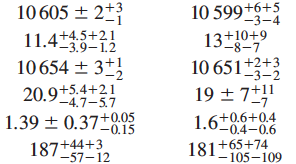 10 605 ± 2 +3 −1   10 599 +6+5 −3−4
11.4 +4.5+2.1 −3.9−1.2   13 +10+9 −8−7
10 654 ± 3 +1 −2   10 651 +2+3 −3−2
20.9 +5.4+2.1 −4.7−5.7   19 ± 7 +11 −7
1.39 ± 0.37 +0.05 −0.15   1.6 +0.6+0.4 −0.4−0.6
187 +44+3 −57−12   181 +65+74 −105−109